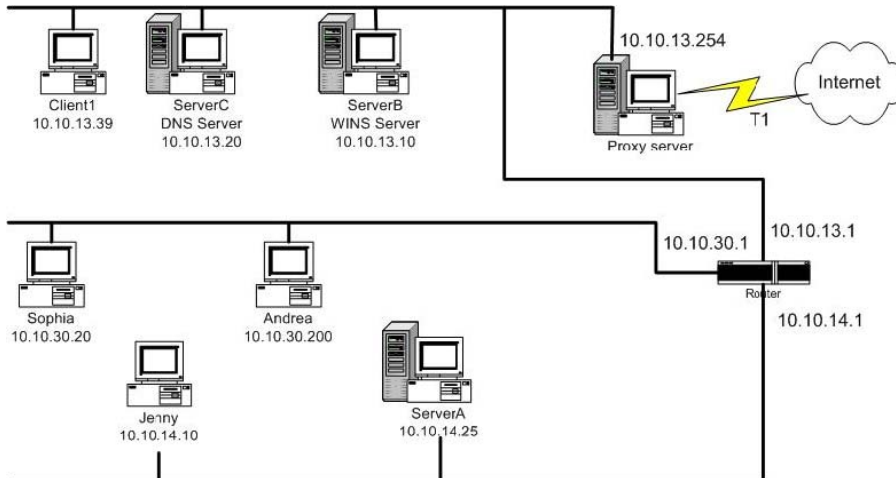 10.10.13.254
Internet
Client1
10.10.13.39
ServerC
DNS Server
10.10.13.20
ServerB
WINS Server
10.10.13.10
T1
Proxy server
10.10.30.1
10.10.13.1
Sophia
10.10.30.20
Andrea
10.10.30.200
Router
10.10.14.1
Jenny
10.10.14.10
ServerA
10.10.14.25